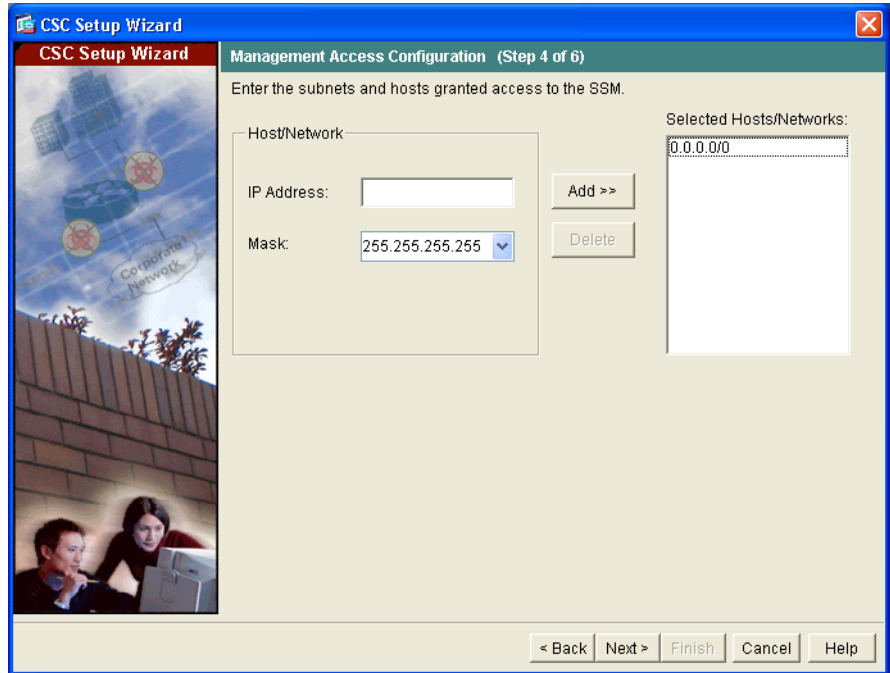 CSC Setup Wizard
CSC Setup Wizard
Management Access Configuration (Step 4 of 6)
Enter the subnets and hosts granted access to the SSM.
Host/Network
IP Address:
Mask:
255.255.255.255
Add >>
Delete
Selected Hosts/Networks:
0.0.0.0/0
Corporate
Network
< Back
Next >
Finish
Cancel
Help